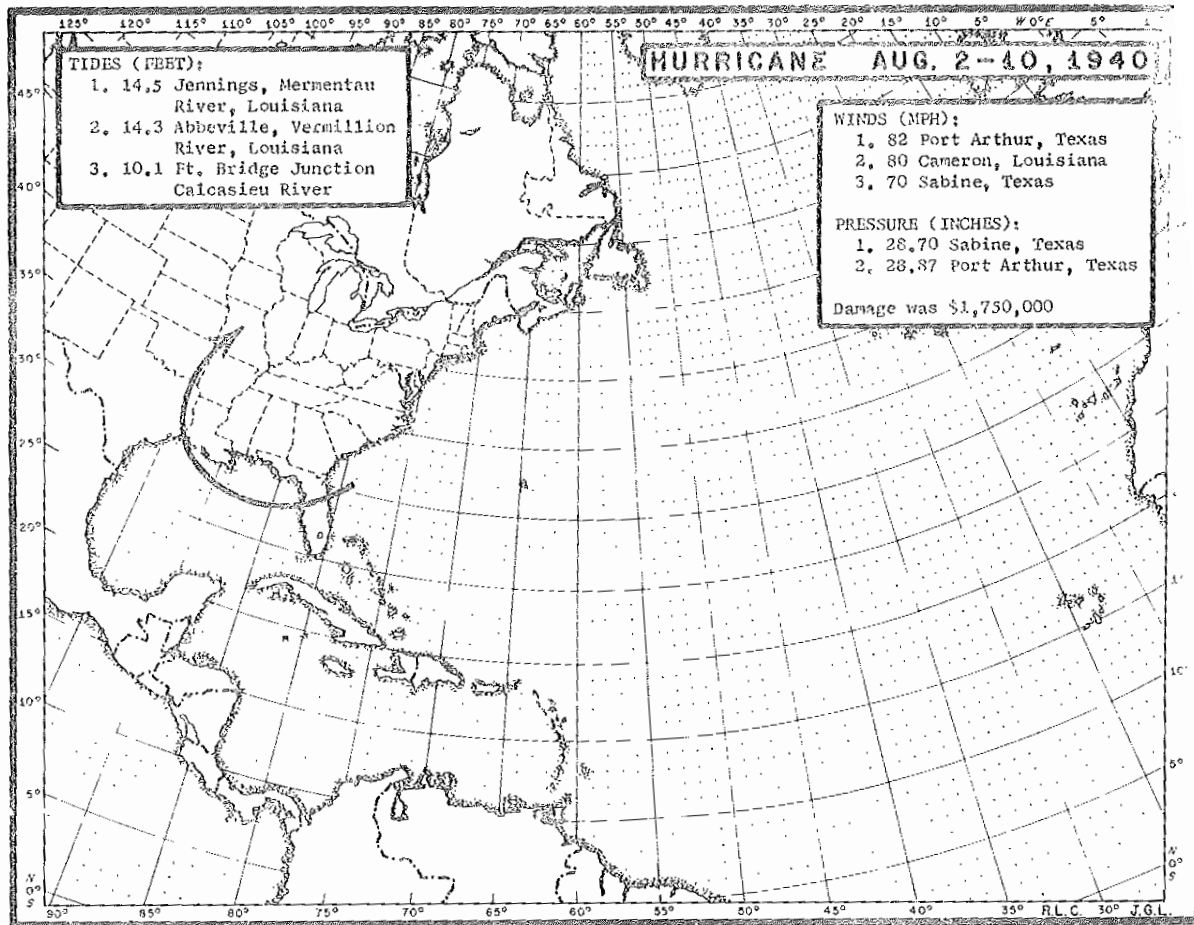 125° 120° 115° 110° 105° 100° 95° 90° 85° 80° 75° 70° 65° 60° 55° 50° 45° 40° 35° 30° 25° 20° 15° 10° 5° W 0° E 5°
HURRICANE AUG. 2-10, 1940
TIDES (FEET):
1. 14.5 Jennings, Mermentau
River, Louisiana
2. 14.3 Abbeville, Vermillion
River, Louisiana
3. 10.1 Ft. Bridge Junction
Calcasieu River
WINDS (MPH):
1. 82 Port Arthur, Texas
2. 80 Cameron, Louisiana
3. 70 Sabine, Texas
PRESSURE (INCHES):
1. 28.70 Sabine, Texas
2. 28.87 Port Arthur, Texas
Damage was $1,750,000
45°
40°
35°
30°
25°
20°
15°
10°
5°
N
0°
S
10°
5°
N
0°
S
90° 85° 80° 75° 70° 65° 60° 55° 50° 45° 40° 35° R.L.C. 30° J.G.L.